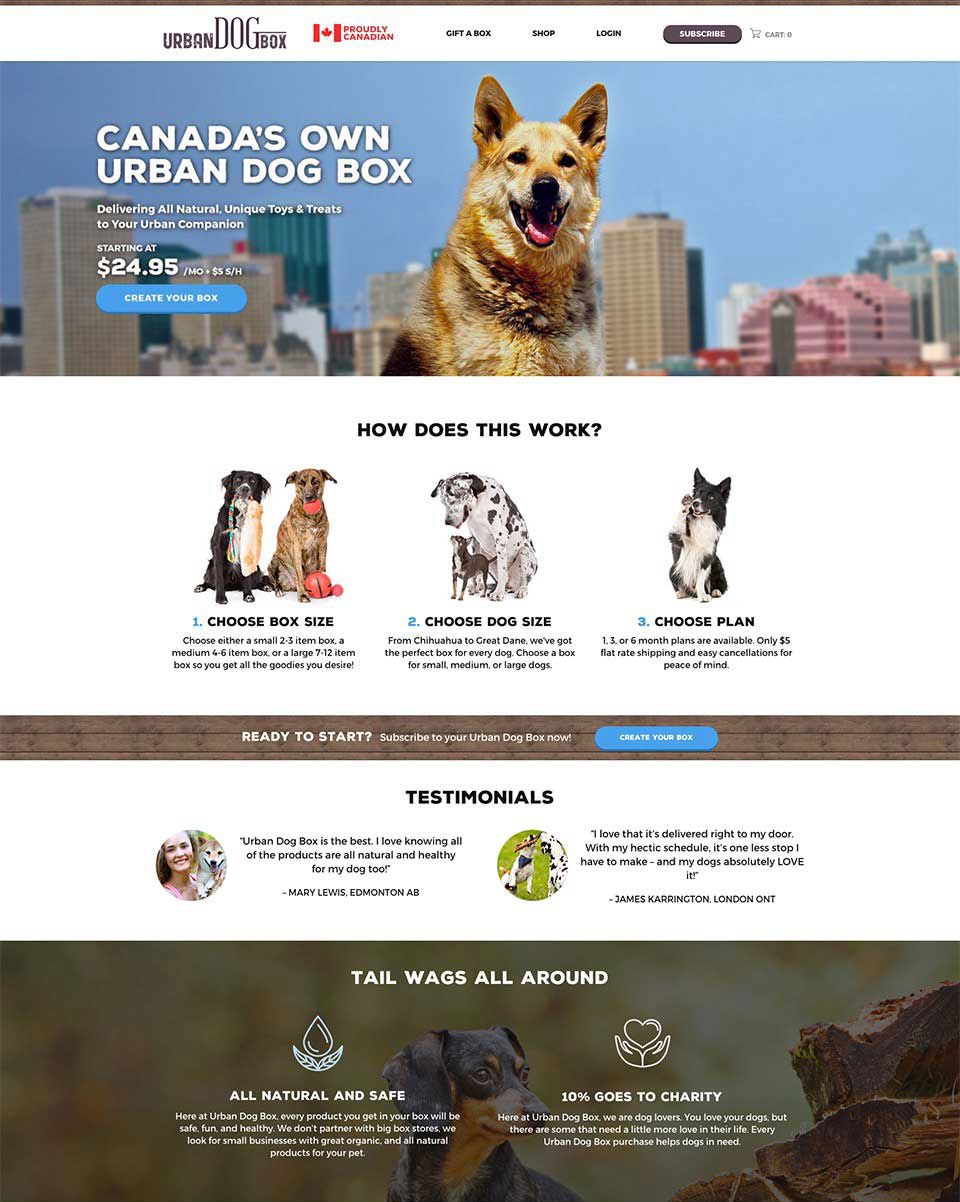 URBAN DOG BOX
PROUDLY
CANADIAN
GIFT A BOX
SHOP
LOGIN
SUBSCRIBE
CART: 0
CANADA'S OWN
URBAN DOG BOX
Delivering All Natural, Unique Toys & Treats
to Your Urban Companion
STARTING AT
$24.95 /MO + $5 S/H
CREATE YOUR BOX
HOW DOES THIS WORK?
1. CHOOSE BOX SIZE
Choose either a small 2-3 item box, a
medium 4-6 item box, or a large 7-12 item
box so you get all the goodies you desire!
2. CHOOSE DOG SIZE
From Chihuahua to Great Dane, we've got
the perfect box for every dog. Choose a box
for small, medium, or large dogs.
3. CHOOSE PLAN
1, 3, or 6 month plans are available. Only $5
flat rate shipping and easy cancellations for
peace of mind.
READY TO START? Subscribe to your Urban Dog Box now!
CREATE YOUR BOX
TESTIMONIALS
"Urban Dog Box is the best. I love knowing all
of the products are all natural and healthy
for my dog too!"
– MARY LEWIS, EDMONTON AB
"I love that it's delivered right to my door.
With my hectic schedule, it's one less stop I
have to make – and my dogs absolutely LOVE
it!"
– JAMES KARRINGTON, LONDON ONT
TAIL WAGS ALL AROUND
ALL NATURAL AND SAFE
Here at Urban Dog Box, every product you get in your box will be
safe, fun, and healthy. We don't partner with big box stores, we
look for small businesses with great organic, and all natural
products for your pet.
10% GOES TO CHARITY
Here at Urban Dog Box, we are dog lovers. You love your dogs, but
there are some that need a little more love in their life. Every
Urban Dog Box purchase helps dogs in need.